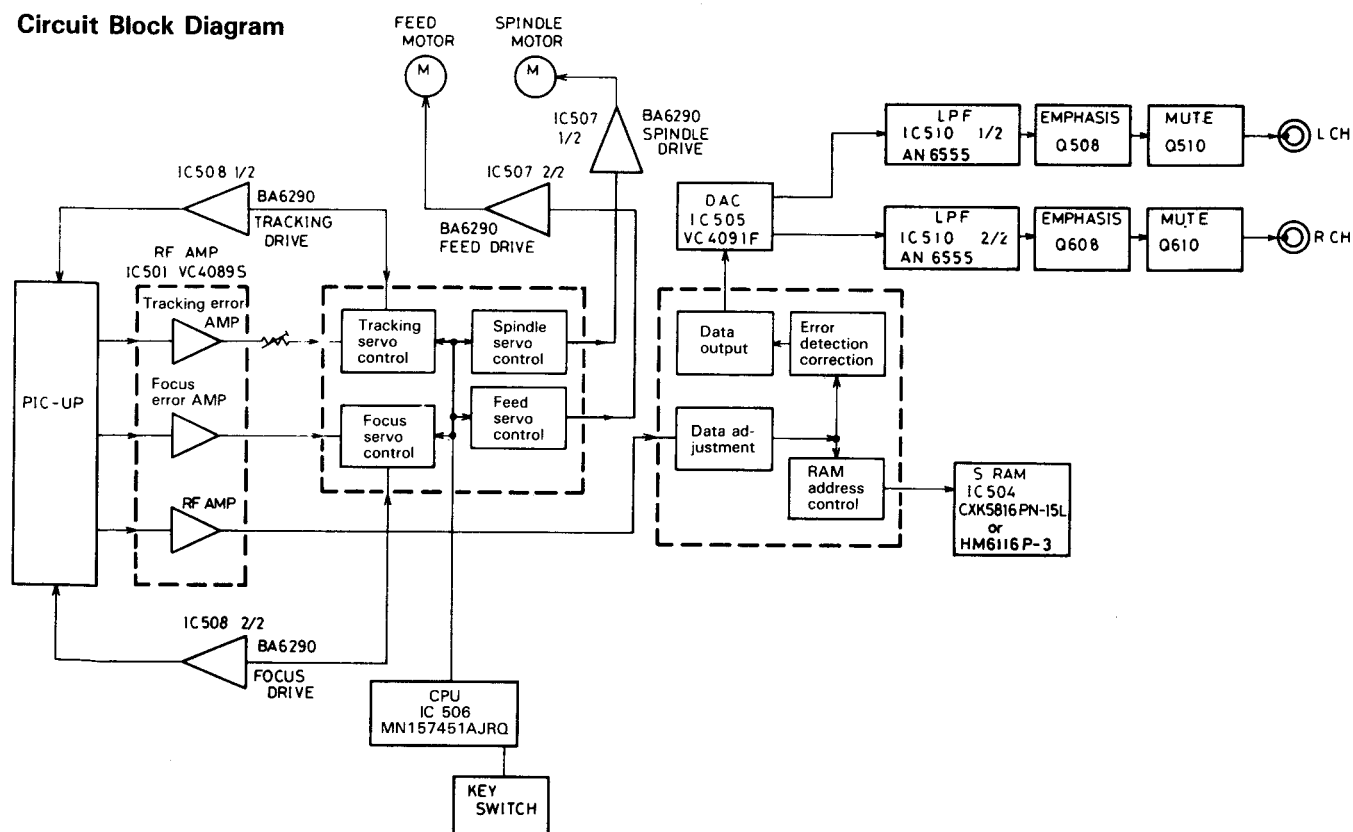 Circuit Block Diagram
FEED
MOTOR
M
SPINDLE
MOTOR
M
IC507
1/2
BA6290
SPINDLE
DRIVE
IC508 1/2
BA6290
TRACKING
DRIVE
IC507 2/2
BA6290
FEED DRIVE
RF AMP
IC501 VC4089S
Tracking error
AMP
Focus
error AMP
RF AMP
PIC-UP
Tracking
servo
control
Spindle
servo
control
Focus
servo
control
Feed
servo
control
IC508 2/2
BA6290
FOCUS
DRIVE
CPU
IC 506
MN157451AJRQ
KEY
SWITCH
DAC
IC505
VC4091F
LPF
IC510 1/2
AN6555
EMPHASIS
Q508
MUTE
Q510
L CH
LPF
IC510 2/2
AN 6555
EMPHASIS
Q608
MUTE
Q610
R CH
Data
output
Error
detection
correction
Data ad-
justment
RAM
address
control
S RAM
IC504
CXK5816PN-15L
or
HM6116P-3